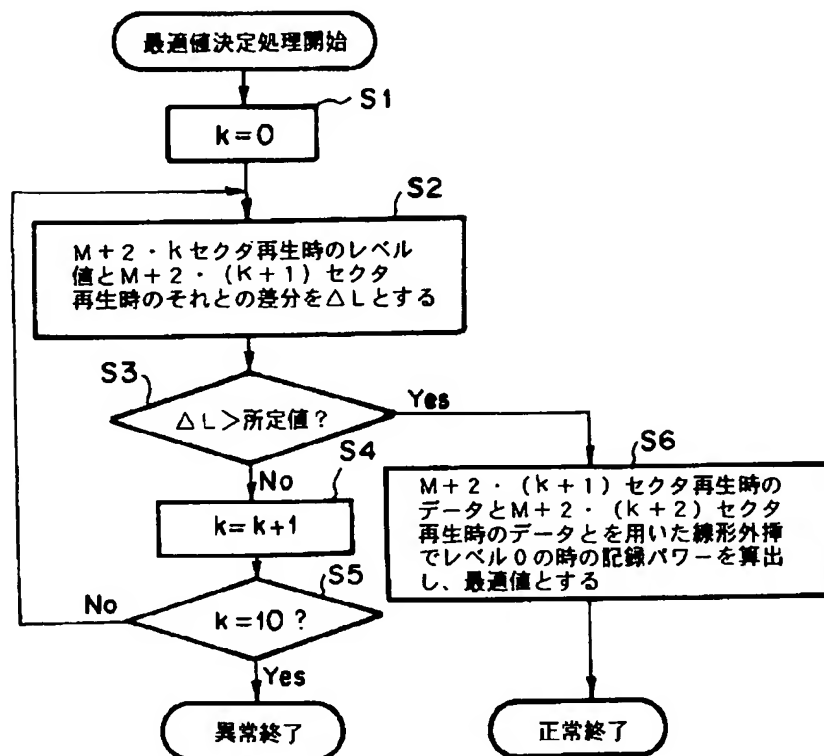 最適値決定処理開始
S1
k=0
S2
M+2・kセクダ再生時のレベル
値とM+2・(k+1)セクタ
再生時のそれとの差分を△Lとする
S3
△L>所定値?
Yes
No
S4
k=k+1
S5
k=10?
No
Yes
異常終了
S6
M+2・(k+1)セクタ再生時の
データとM+2・(k+2)セクタ
再生時のデータとを用いた線形外挿
でレベル0の時の記録パワーを算出
し、最適値とする
正常終了